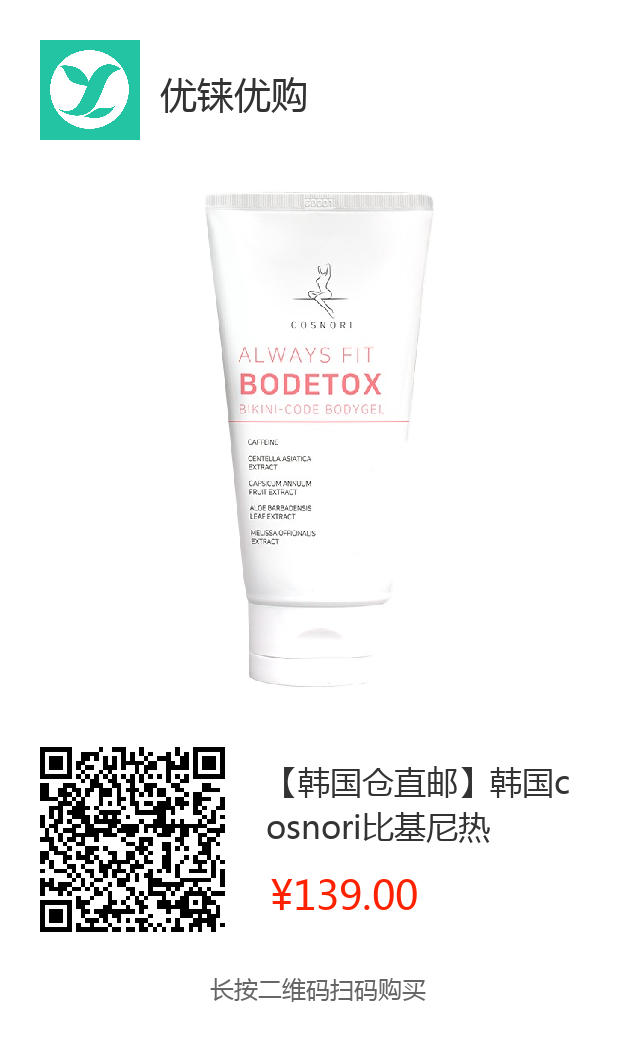 优铼优购
COSNORI
ALWAYS FIT
BODETOX
BIKINI-CODE BODYGEL
CAFFEINE
CENTELLA ASIATICA
EXTRACT
CAPSICUM ANNUUM
FRUIT EXTRACT
ALOE BARBADENSIS
LEAF EXTRACT
MELISSA OFFICINALIS
EXTRACT
【韩国仓直邮】韩国c
osnori比基尼热
¥139.00
长按二维码扫码购买